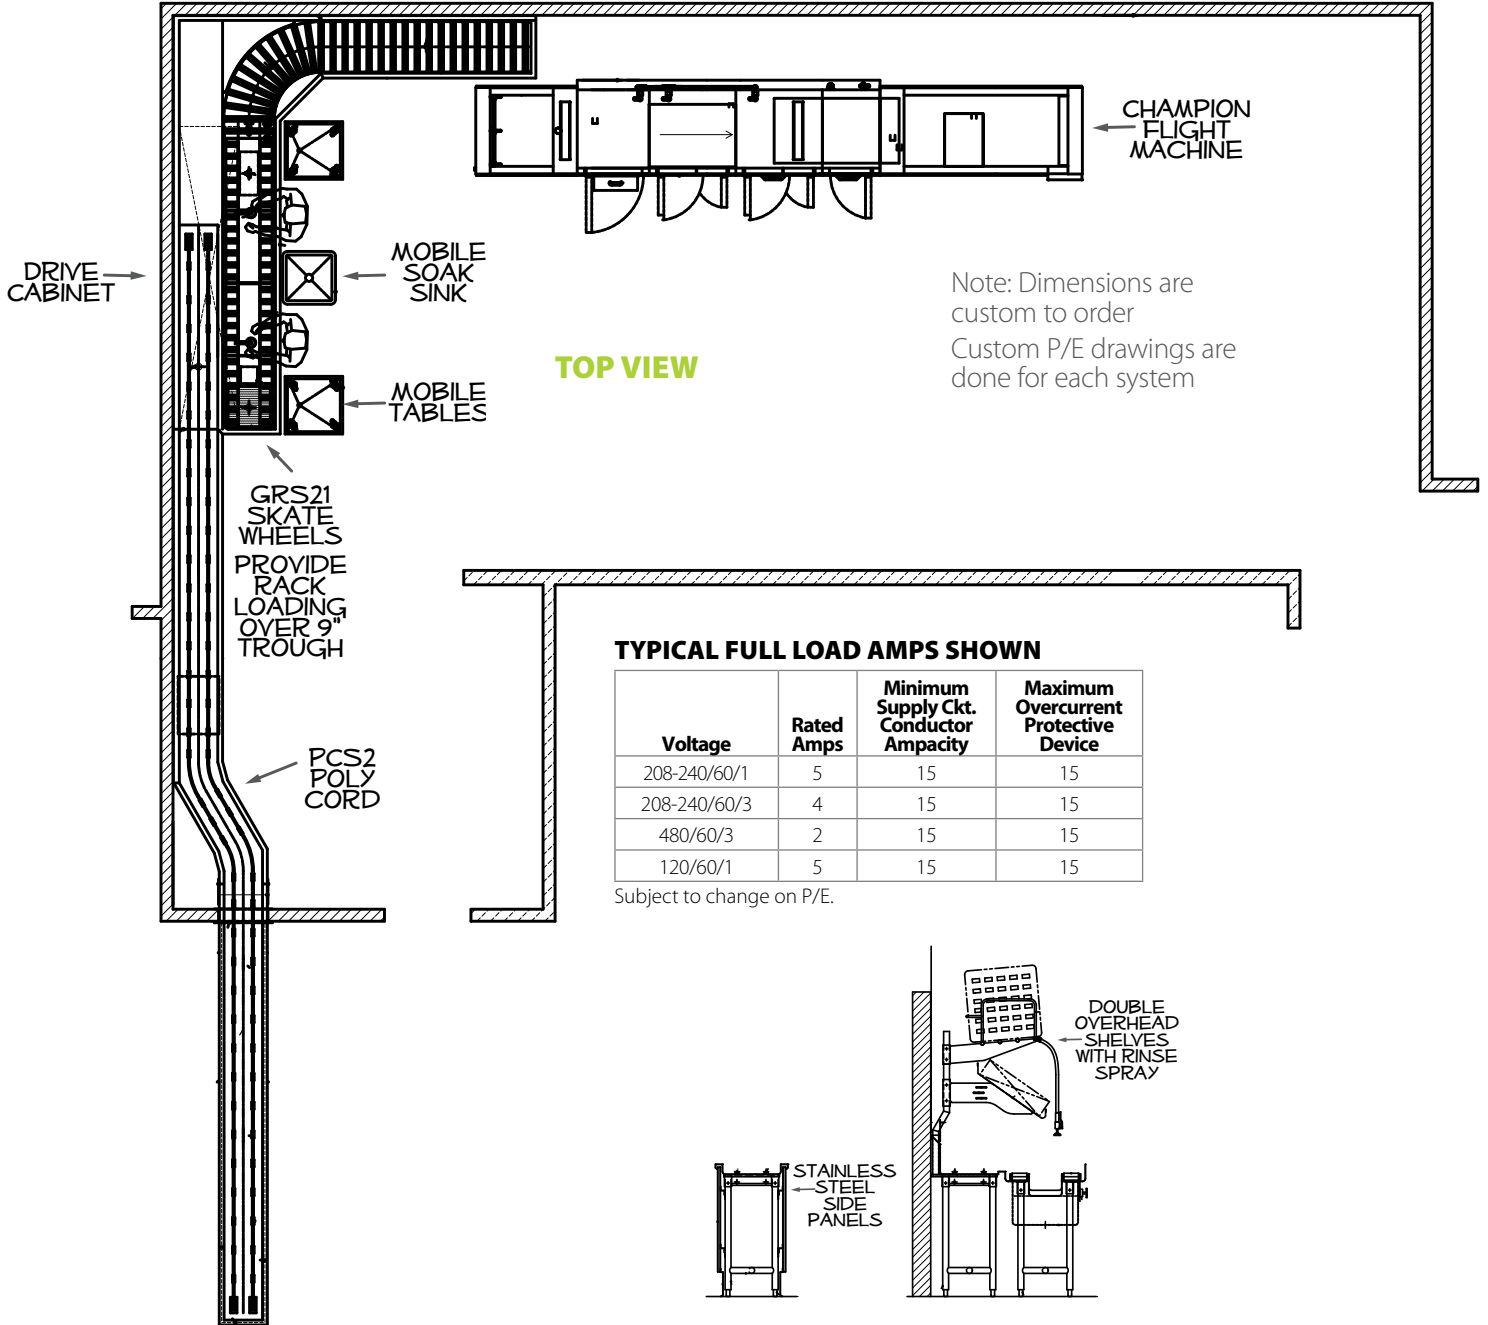 CHAMPION
FLIGHT
MACHINE
DRIVE
CABINET
MOBILE
SOAK
SINK
Note: Dimensions are
custom to order
Custom P/E drawings are
done for each system
TOP VIEW
MOBILE
TABLES
GRS21
SKATE
WHEELS
PROVIDE
RACK
LOADING
OVER 9"
TROUGH
PCS2
POLY
CORD
TYPICAL FULL LOAD AMPS SHOWN
Voltage Rated Amps Minimum Supply Ckt. Conductor Ampacity Maximum Overcurrent Protective Device
208-240/60/1 5 15 15
208-240/60/3 4 15 15
480/60/3 2 15 15
120/60/1 5 15 15
Subject to change on P/E.
DOUBLE
OVERHEAD
SHELVES
WITH RINSE
SPRAY
STAINLESS
STEEL
SIDE
PANELS